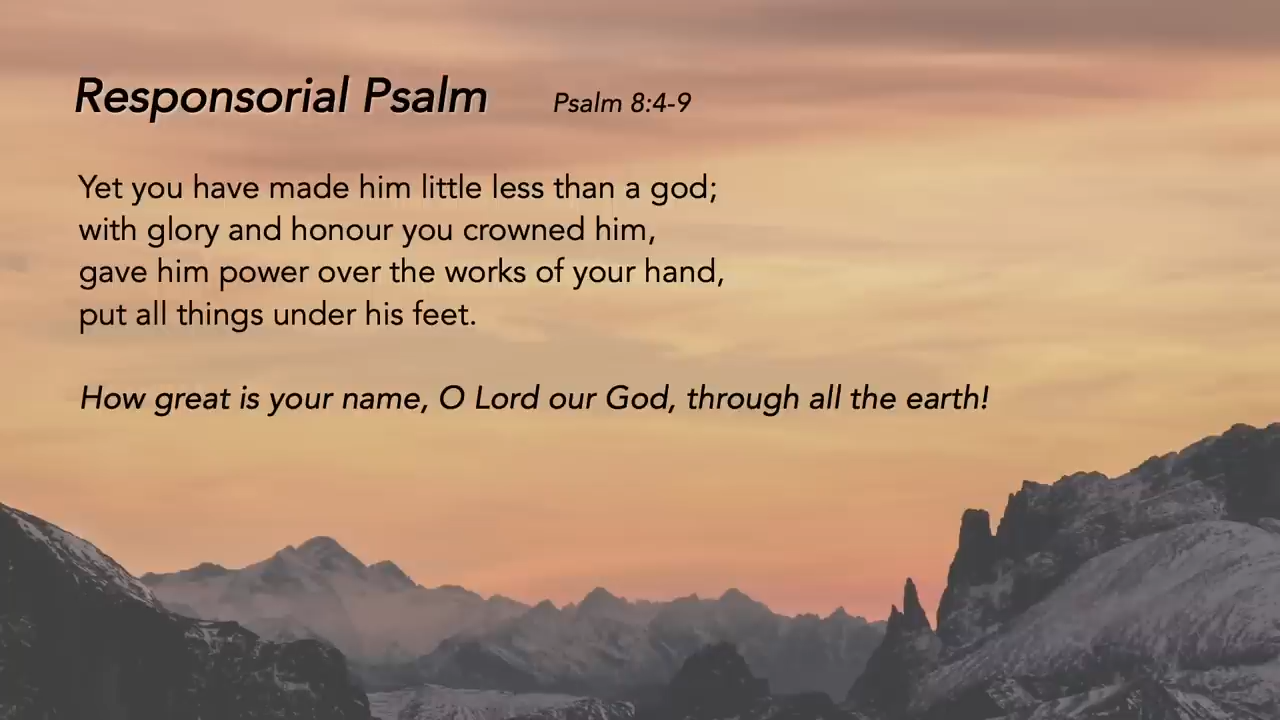 Responsorial Psalm Psalm 8:4-9
Yet you have made him little less than a god;
with glory and honour you crowned him,
gave him power over the works of your hand,
put all things under his feet.
How great is your name, O Lord our God, through all the earth!